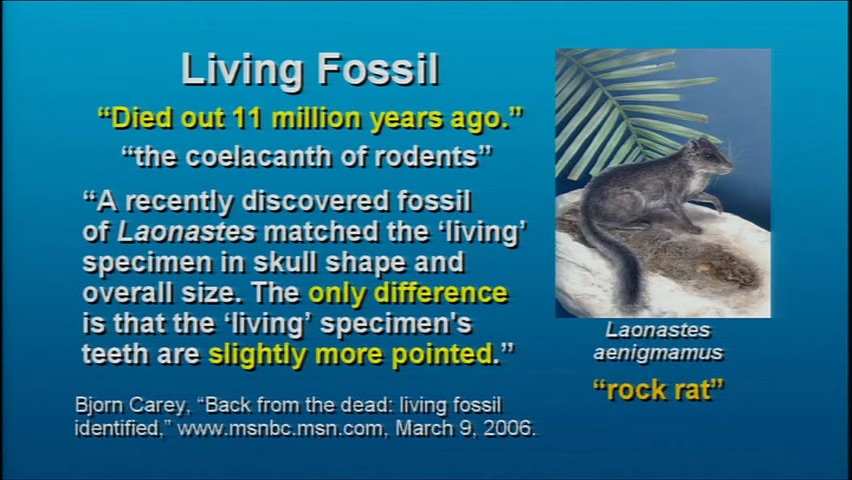 Living Fossil
“Died out 11 million years ago.”
“the coelacanth of rodents”
“A recently discovered fossil
of Laonastes matched the ‘living’
specimen in skull shape and
overall size. The only difference
is that the ‘living’ specimen's
teeth are slightly more pointed.”
Bjorn Carey, “Back from the dead: living fossil
identified,” www.msnbc.msn.com, March 9, 2006.
Laonastes
aenigmamus
“rock rat”